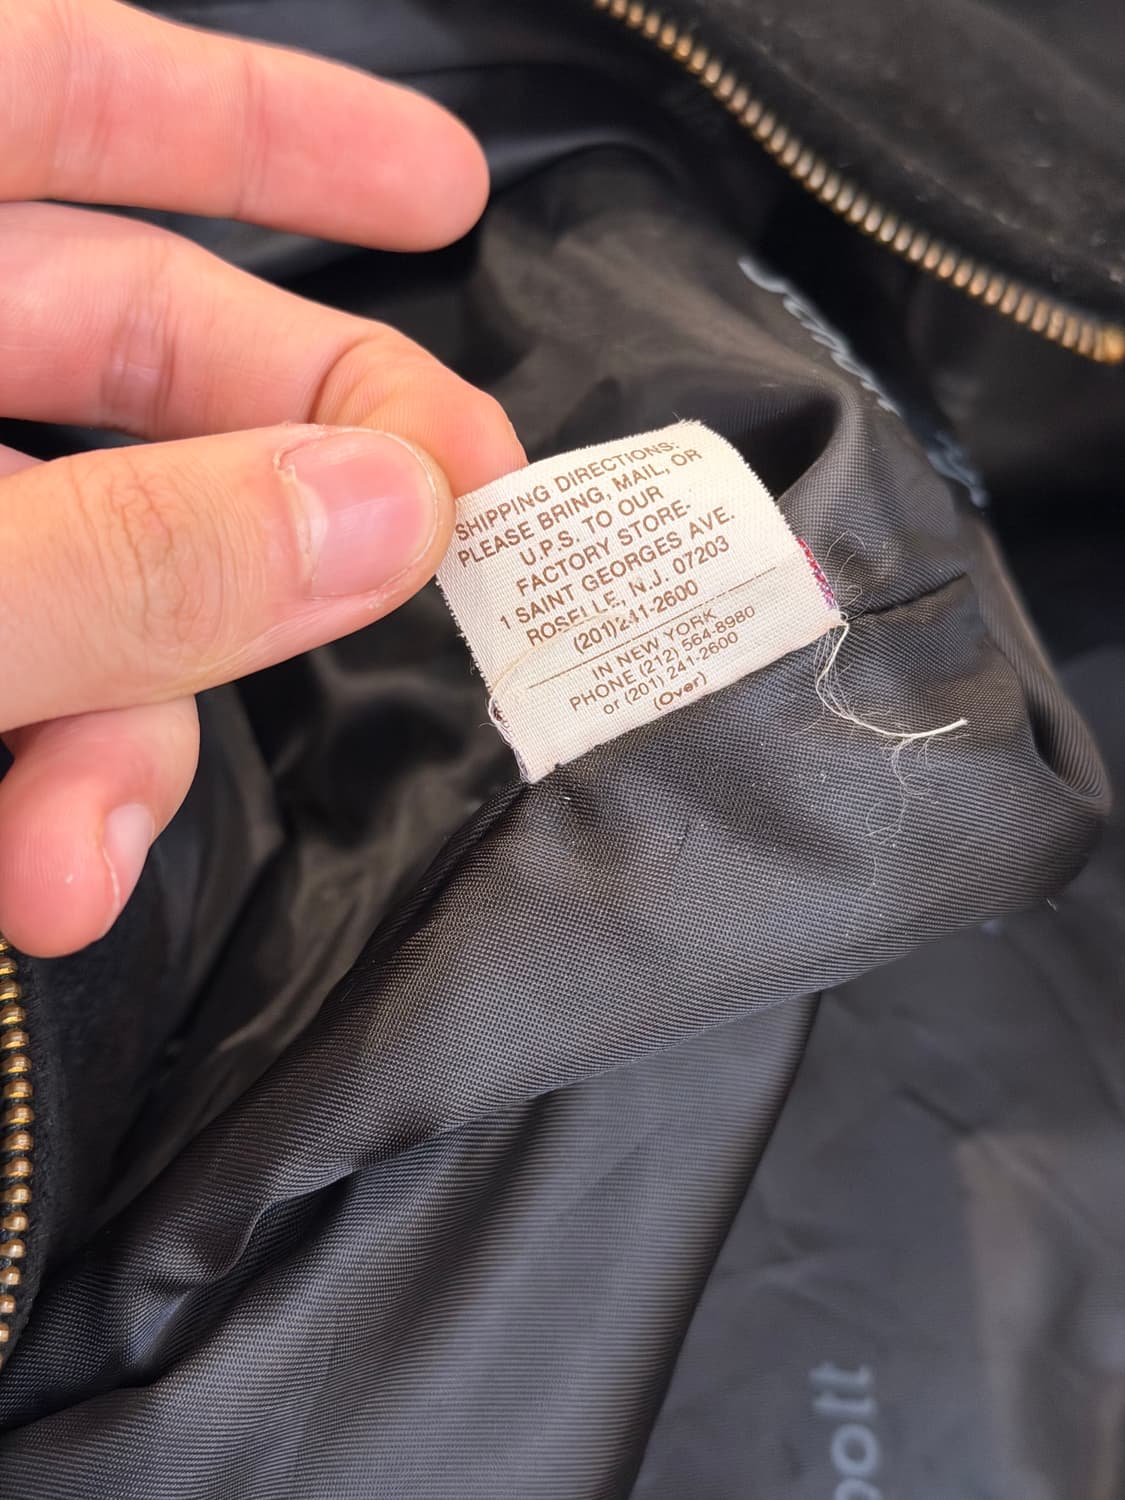 SHIPPING DIRECTIONS:
PLEASE BRING, MAIL, OR
U.P.S. TO OUR
FACTORY STORE.
1 SAINT GEORGES AVE.
ROSELLE, N.J. 07203
(201)241-2600
IN NEW YORK
PHONE (212) 564-8980
or (201) 241-2600
(Over)